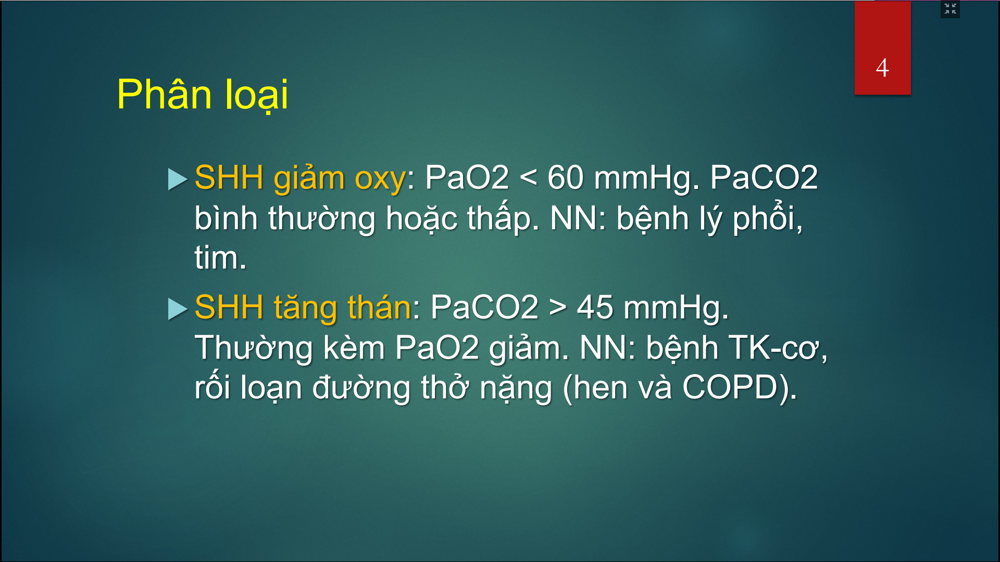 4
Phân loại
SHH giảm oxy: PaO2 < 60 mmHg. PaCO2
bình thường hoặc thấp. NN: bệnh lý phổi,
tim.
SHH tăng thán: PaCO2 > 45 mmHg.
Thường kèm PaO2 giảm. NN: bệnh TK-cơ,
rối loạn đường thở nặng (hen và COPD).